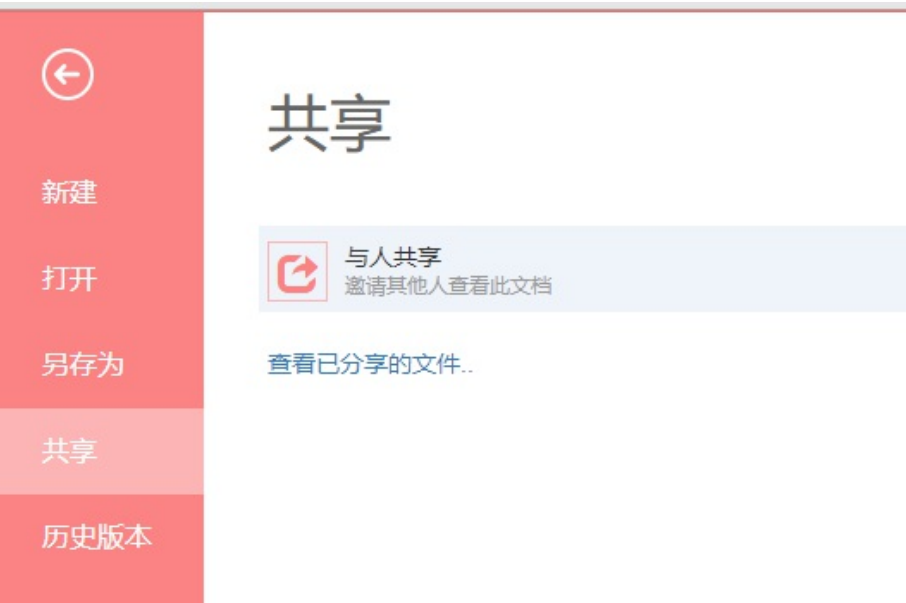 共享
新建
打开
另存为
共享
历史版本
与人共享
邀请其他人查看此文档
查看已分享的文件..